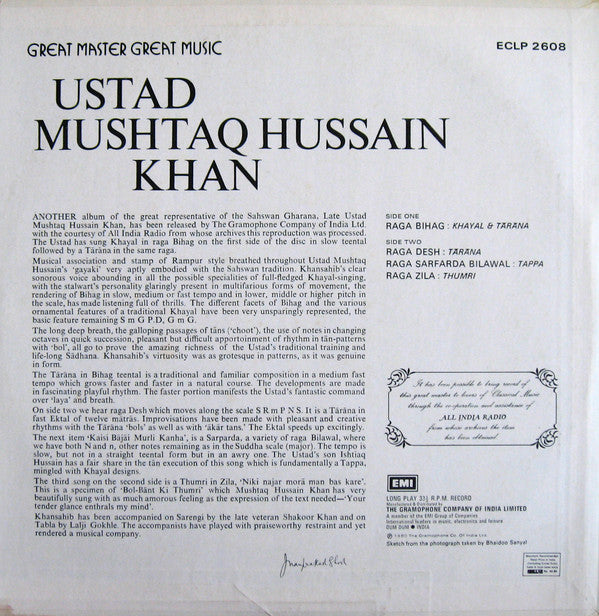 GREAT MASTER GREAT MUSIC
ECLP 2608
USTAD
MUSHTAQ HUSSAIN
KHAN
ANOTHER album of the great representative of the Sahswan Gharana, Late Ustad
Mushtaq Hussain Khan, has been released by The Gramophone Company of India Ltd.
with the courtesy of All India Radio from whose archives this reproduction was processed.
The Ustad has sung Khayal in raga Bihag on the first side of the disc in slow teental
followed by a Tārāna in the same raga.
Musical association and stamp of Rampur style breathed throughout Ustad Mushtaq
Hussain's 'gayaki' very aptly embodied with the Sahswan tradition. Khansahib's clear
sonorous voice abounding in all the possible specialities of full-fledged Khayal-singing,
with the stalwart's personality glaringly present in multifarious forms of movement, the
rendering of Bihag in slow, medium or fast tempo and in lower, middle or higher pitch in
the scale, has made listening full of thrills. The different facets of Bihag and the various
ornamental features of a traditional Khayal have been very unsparingly represented, the
basic feature remaining S m G P D, G m G.
The long deep breath, the galloping passages of tāns ('choot'), the use of notes in changing
octaves in quick succession, pleasant but difficult apportoinment of rhythm in tān-patterns
with 'bol', all go to prove the amazing richness of the Ustad's traditional training and
life-long Sādhana. Khansahib's virtuosity was as grotesque in patterns, as it was genuine
in form.
The Tārāna in Bihag teental is a traditional and familiar composition in a medium fast
tempo which grows faster and faster in a natural course. The developments are made
in fascinating playful rhythm. The faster portion manifests the Ustad's fantastic command
over 'laya' and breath.
On side two we hear raga Desh which moves along the scale S R m P N S. It is a Tārāna in
fast Ektal of twelve mātrās. Improvisations have been made with pleasant and creative
rhythms with the Tārāna 'bols' as well as with 'ākār tans.' The Ektal speeds up excitingly.
The next item 'Kaisi Bājāi Murli Kanha', is a Sarparda, a variety of raga Bilawal, where
we have both N and n, other notes remaining as in the Suddha scale (major). The tempo is
slow, but not in a straight teental form but in an awry one. The Ustad's son Ishtiaq
Hussain has a fair share in the tān execution of this song which is fundamentally a Tappa,
mingled with Khayal designs.
The third song on the second side is a Thumri in Zila, 'Niki najar morā man bas kare'.
This is a specimen of 'Bol-Bānt Ki Thumri' which Mushtaq Hussain Khan has very
beautifully sung with as much amorous feeling as the expression of the text needed—'Your
tender glance enthrals my mind'.
Khansahib has been accompanied on Sarengi by the late veteran Shakoor Khan and on
Tabla by Lalji Gokhle. The accompanists have played with praiseworthy restraint and yet
rendered a musical company.
SIDE ONE
RAGA BIHAG : KHAYAL & TĀRĀNA
SIDE TWO
RAGA DESH : TĀRĀNA
RAGA SARFARDA BILAWAL : TAPPA
RAGA ZILA : THUMRI
It has been possible to bring record of
this great master to lovers of Classical Music
through the co-operation and assistance of
ALL INDIA RADIO
from whose archives the item
has been obtained
EMI
LONG PLAY 33⅓ R.P.M. RECORD
Manufactured & Distributed by
THE GRAMOPHONE COMPANY OF INDIA LIMITED
A member of the EMI Group of Companies.
International leaders in music, electronics and leisure
DUM DUM • INDIA
© 1980 The Gramophone Co. Of India Ltd.
Sketch from the photograph taken by Bhaidoo Sanyal